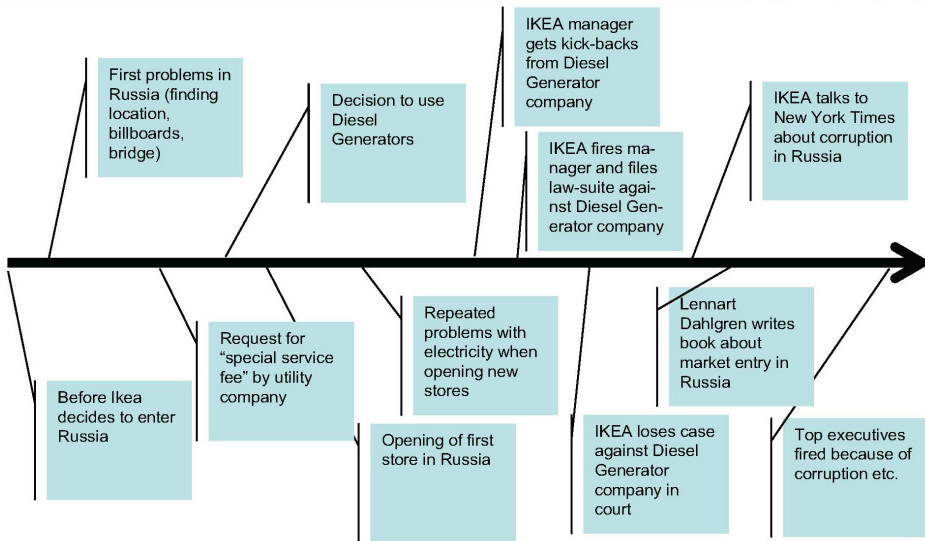 IKEA manager
gets kick-backs
from Diesel
Generator
company
First problems in
Russia (finding
location,
billboards,
bridge)
Decision to use
Diesel
Generators
IKEA talks to
New York Times
about corruption
in Russia
IKEA fires ma-
nager and files
law-suite agai-
nst Diesel Gen-
erator company
Before Ikea
decides to enter
Russia
Request for
“special service
fee” by utility
company
Repeated
problems with
electricity when
opening new
stores
Opening of first
store in Russia
IKEA loses case
against Diesel
Generator
company in
court
Lennart
Dahlgren writes
book about
market entry in
Russia
Top executives
fired because of
corruption etc.